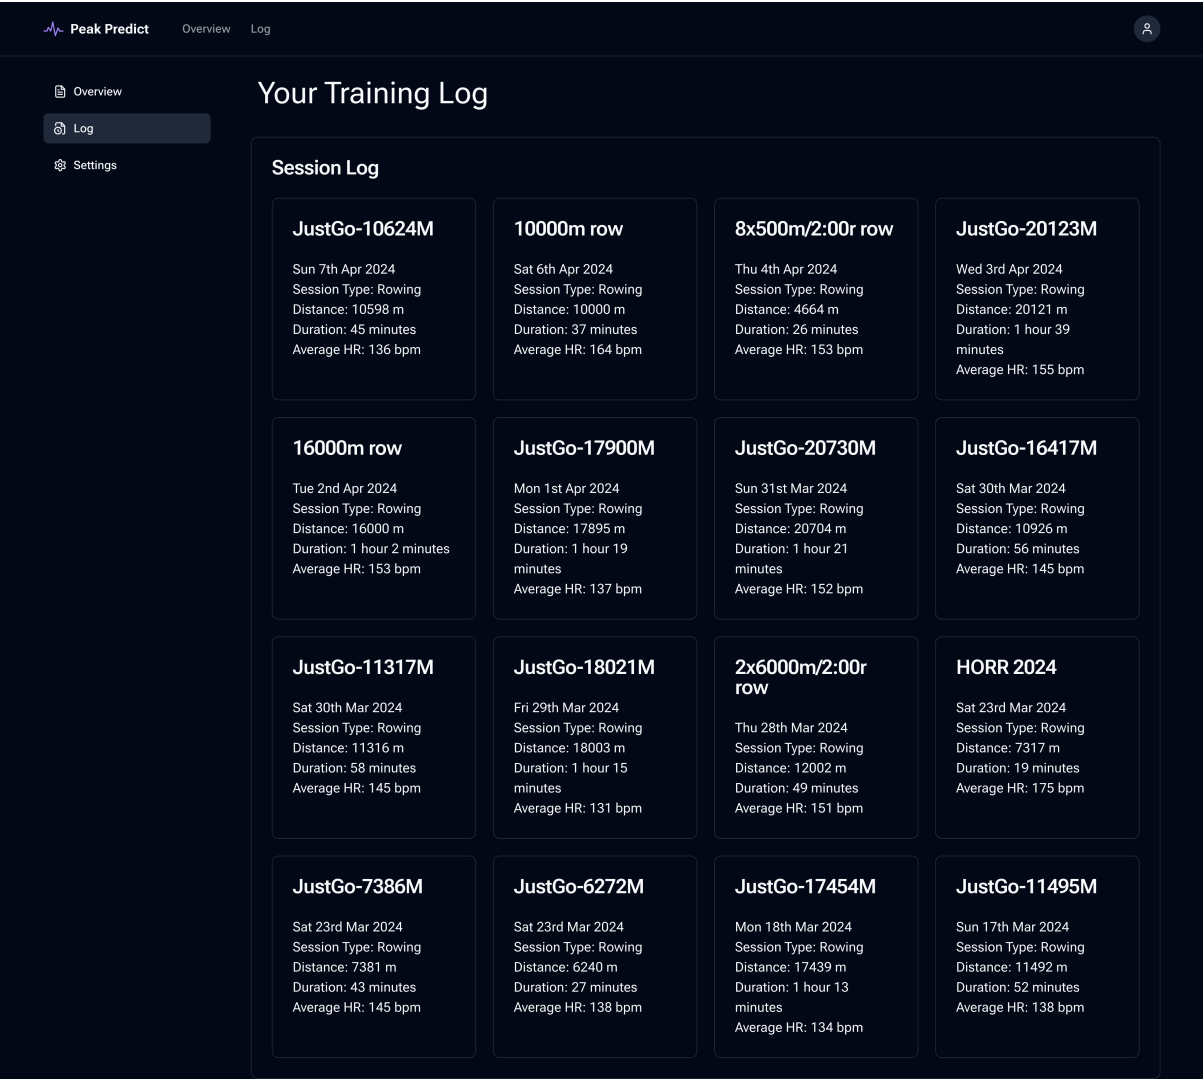 Peak Predict
Overview
Log
Overview
Log
Settings
Your Training Log
Session Log
JustGo-10624M
Sun 7th Apr 2024
Session Type: Rowing
Distance: 10598 m
Duration: 45 minutes
Average HR: 136 bpm
10000m row
Sat 6th Apr 2024
Session Type: Rowing
Distance: 10000 m
Duration: 37 minutes
Average HR: 164 bpm
8x500m/2:00r row
Thu 4th Apr 2024
Session Type: Rowing
Distance: 4664 m
Duration: 26 minutes
Average HR: 153 bpm
JustGo-20123M
Wed 3rd Apr 2024
Session Type: Rowing
Distance: 20121 m
Duration: 1 hour 39
minutes
Average HR: 155 bpm
16000m row
Tue 2nd Apr 2024
Session Type: Rowing
Distance: 16000 m
Duration: 1 hour 2 minutes
Average HR: 153 bpm
JustGo-17900M
Mon 1st Apr 2024
Session Type: Rowing
Distance: 17895 m
Duration: 1 hour 19
minutes
Average HR: 137 bpm
JustGo-20730M
Sun 31st Mar 2024
Session Type: Rowing
Distance: 20704 m
Duration: 1 hour 21
minutes
Average HR: 152 bpm
JustGo-16417M
Sat 30th Mar 2024
Session Type: Rowing
Distance: 10926 m
Duration: 56 minutes
Average HR: 145 bpm
JustGo-11317M
Sat 30th Mar 2024
Session Type: Rowing
Distance: 11316 m
Duration: 58 minutes
Average HR: 145 bpm
JustGo-18021M
Fri 29th Mar 2024
Session Type: Rowing
Distance: 18003 m
Duration: 1 hour 15
minutes
Average HR: 131 bpm
2x6000m/2:00r
row
Thu 28th Mar 2024
Session Type: Rowing
Distance: 12002 m
Duration: 49 minutes
Average HR: 151 bpm
HORR 2024
Sat 23rd Mar 2024
Session Type: Rowing
Distance: 7317 m
Duration: 19 minutes
Average HR: 175 bpm
JustGo-7386M
Sat 23rd Mar 2024
Session Type: Rowing
Distance: 7381 m
Duration: 43 minutes
Average HR: 145 bpm
JustGo-6272M
Sat 23rd Mar 2024
Session Type: Rowing
Distance: 6240 m
Duration: 27 minutes
Average HR: 138 bpm
JustGo-17454M
Mon 18th Mar 2024
Session Type: Rowing
Distance: 17439 m
Duration: 1 hour 13
minutes
Average HR: 134 bpm
JustGo-11495M
Sun 17th Mar 2024
Session Type: Rowing
Distance: 11492 m
Duration: 52 minutes
Average HR: 138 bpm